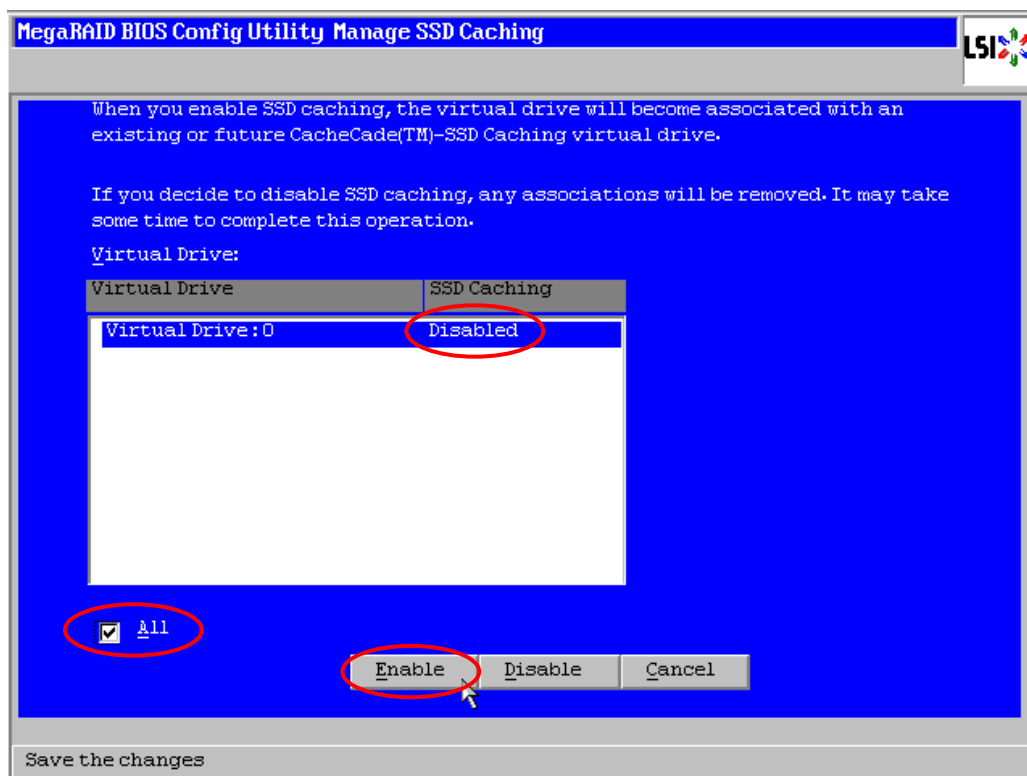 MegaRAID BIOS Config Utility Manage SSD Caching
LSI
When you enable SSD caching, the virtual drive will become associated with an
existing or future CacheCade(TM)-SSD Caching virtual drive.
If you decide to disable SSD caching, any associations will be removed. It may take
some time to complete this operation.
Virtual Drive:
Virtual Drive SSD Caching
Virtual Drive:0 Disabled
All
Enable Disable Cancel
Save the changes